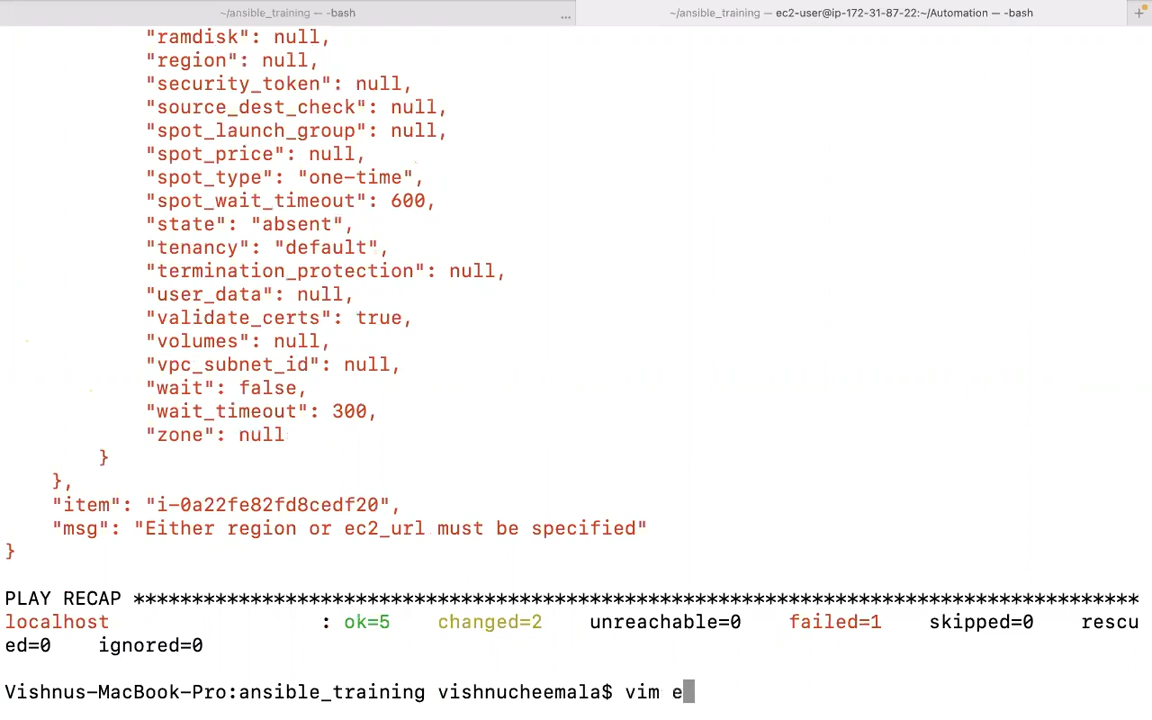 ~/ansible_training — -bash
...
~/ansible_training — ec2-user@ip-172-31-87-22:~/Automation — -bash
+
"ramdisk": null,
"region": null,
"security_token": null,
"source_dest_check": null,
"spot_launch_group": null,
"spot_price": null,
"spot_type": "one-time",
"spot_wait_timeout": 600,
"state": "absent",
"tenancy": "default",
"termination_protection": null,
"user_data": null,
"validate_certs": true,
"volumes": null,
"vpc_subnet_id": null,
"wait": false,
"wait_timeout": 300,
"zone": null
}
},
"item": "i-0a22fe82fd8cedf20",
"msg": "Either region or ec2_url must be specified"
}
PLAY RECAP **************************************************************************************
localhost : ok=5 changed=2 unreachable=0 failed=1 skipped=0 rescu
ed=0 ignored=0
Vishnus-MacBook-Pro:ansible_training vishnucheemala$ vim e